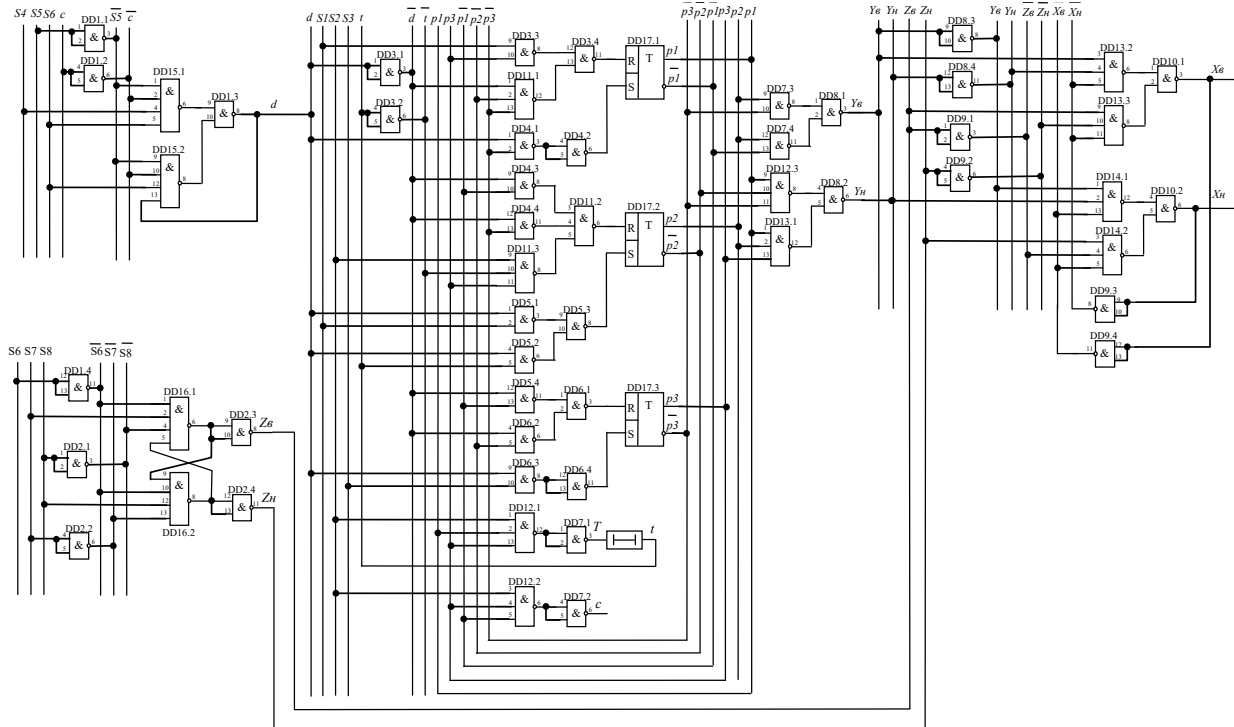 S4 S5 S6 c S5 c
DD1.1
DD1.2
DD15.1
DD1.3
d
DD15.2
S6 S7 S8 S6 S7 S8
DD1.4
DD16.1
DD2.3
Zв
DD2.1
DD2.4
Zн
DD2.2
DD16.2
d S1 S2 S3 t d t p1 p3 p1 p2 p3
DD3.1
DD3.2
DD3.3
DD3.4
DD11.1
DD4.1
DD4.2
DD4.3
DD4.4
DD11.2
DD11.3
DD5.1
DD5.2
DD5.3
DD5.4
DD6.1
DD6.2
DD6.3
DD6.4
DD12.1
DD7.1
T
t
DD12.2
DD7.2
c
DD17.1
R T
S
p1
p1
DD17.2
R T
S
p2
p2
DD17.3
R T
S
p3
p3
p3 p2 p1 p3 p2 p1
DD7.3
DD8.1
Yв
DD7.4
DD12.3
DD8.2
Yн
DD13.1
Yв Yн Zв Zн
DD8.3
DD8.4
DD9.1
DD9.2
Yв Yн Zв Zн Xв Xн
DD13.2
DD10.1
Xв
DD13.3
DD14.1
DD10.2
Xн
DD14.2
DD9.3
DD9.4